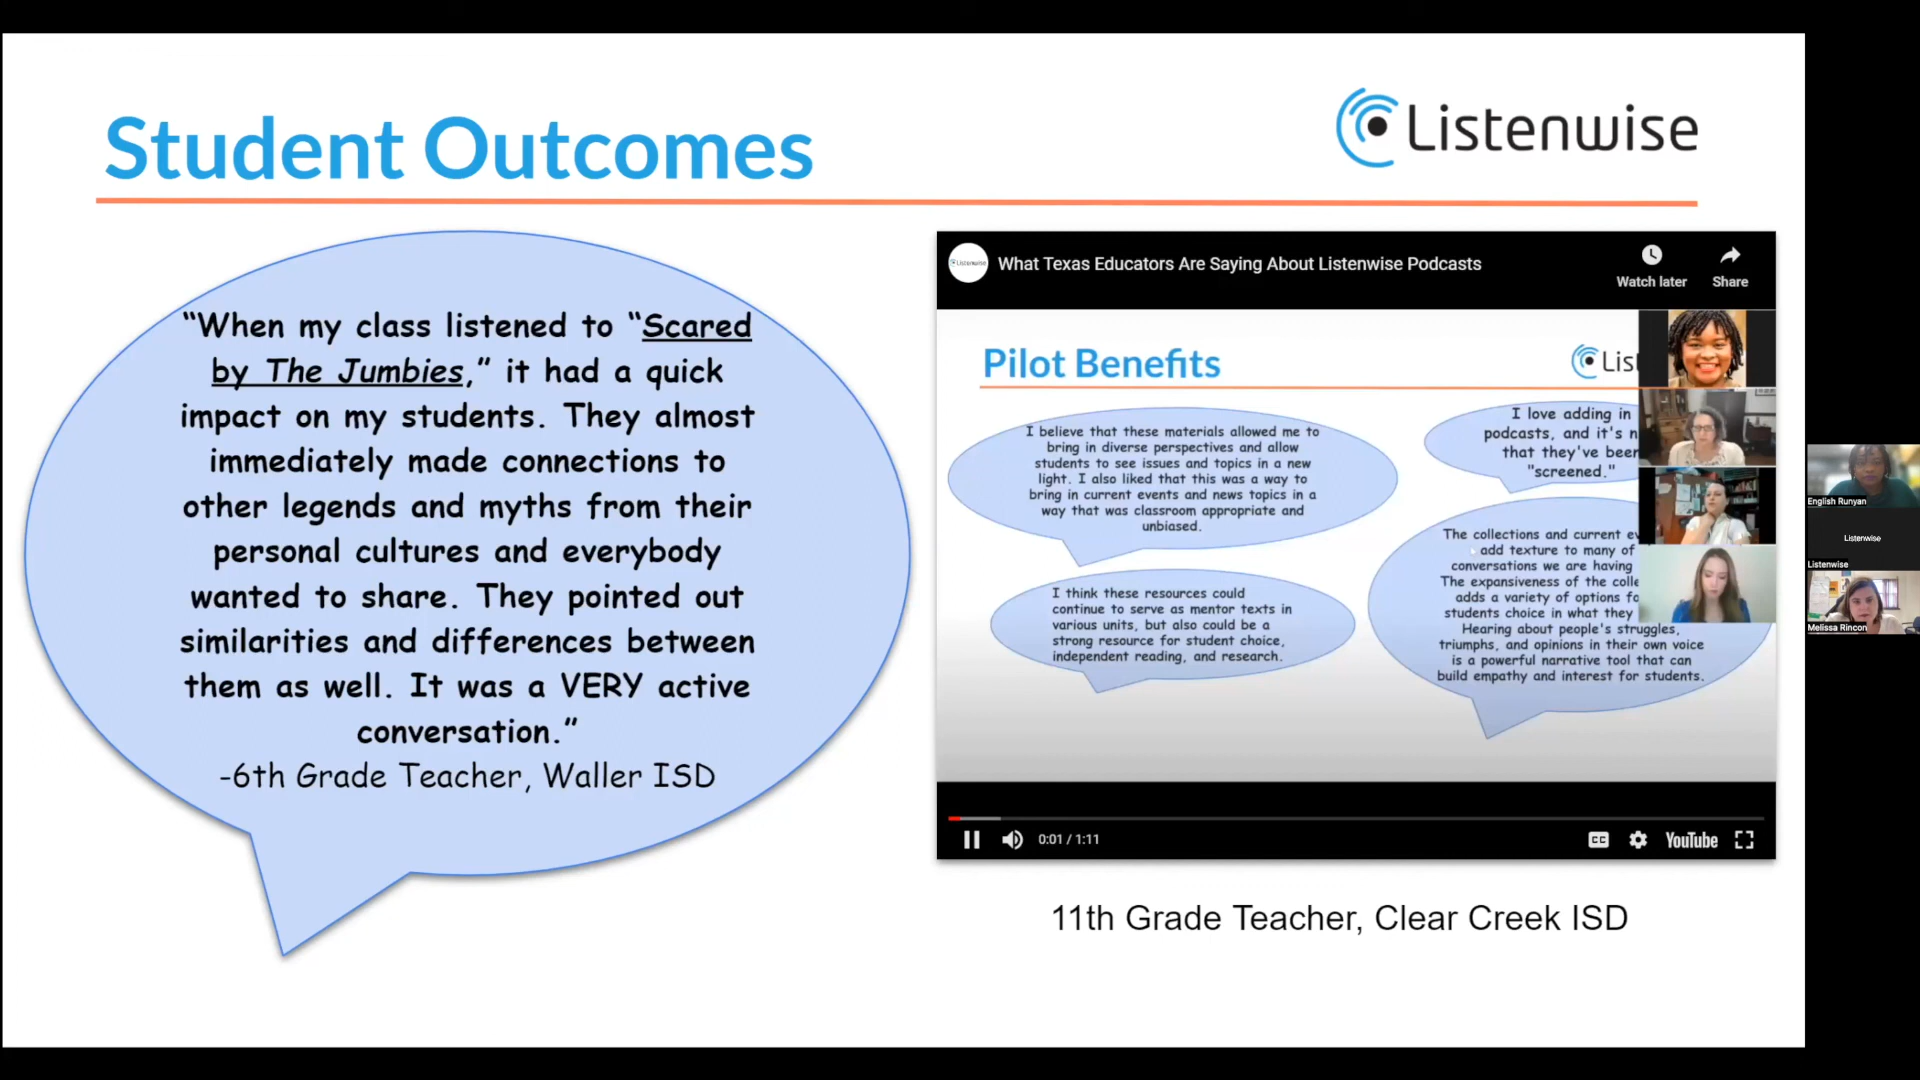 Student Outcomes
Listenwise
“When my class listened to “Scared
by The Jumbies,” it had a quick
impact on my students. They almost
immediately made connections to
other legends and myths from their
personal cultures and everybody
wanted to share. They pointed out
similarities and differences between
them as well. It was a VERY active
conversation.”
-6th Grade Teacher, Waller ISD
Listenwise
What Texas Educators Are Saying About Listenwise Podcasts
Watch later
Share
Pilot Benefits
Lis
I believe that these materials allowed me to
bring in diverse perspectives and allow
students to see issues and topics in a new
light. I also liked that this was a way to
bring in current events and news topics in a
way that was classroom appropriate and
unbiased.
I love adding in
podcasts, and it's n
that they've been
"screened."
I think these resources could
continue to serve as mentor texts in
various units, but also could be a
strong resource for student choice,
independent reading, and research.
The collections and current ev
add texture to many of
conversations we are having
The expansiveness of the colle
adds a variety of options fo
students choice in what they
Hearing about people's struggles,
triumphs, and opinions in their own voice
is a powerful narrative tool that can
build empathy and interest for students.
0:01 / 1:11
CC
YouTube
11th Grade Teacher, Clear Creek ISD
English Runyan
Listenwise
Listenwise
Melissa Rincon